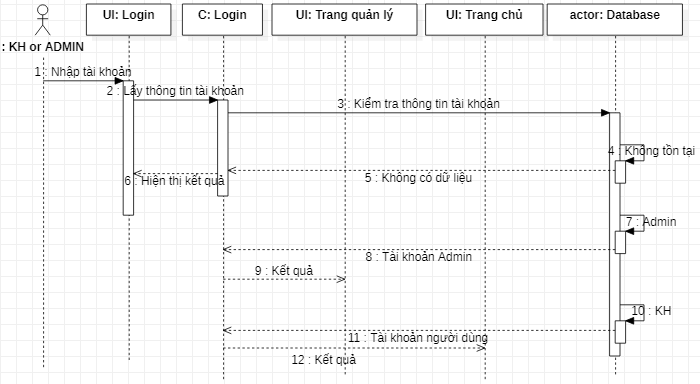 UI: Login
C: Login
UI: Trang quản lý
UI: Trang chủ
actor: Database
: KH or ADMIN
1 : Nhập tài khoản
2 : Lấy thông tin tài khoản
3 : Kiểm tra thông tin tài khoản
4 : Không tồn tại
5 : Không có dữ liệu
6 : Hiện thị kết quả
7 : Admin
8 : Tài khoản Admin
9 : Kết quả
10 : KH
11 : Tài khoản người dùng
12 : Kết quả